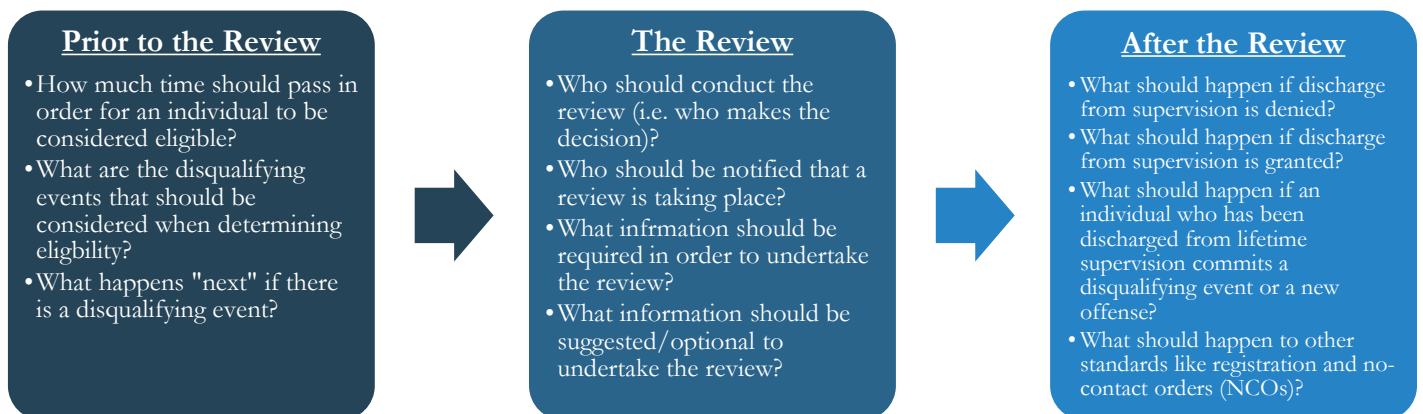 Prior to the Review
•How much time should pass in
order for an individual to be
considered eligible?
•What are the disqualifying
events that should be
considered when determining
eligbility?
•What happens "next" if there
is a disqualifying event?
The Review
•Who should conduct the
review (i.e. who makes the
decision)?
•Who should be notified that a
review is taking place?
•What infrmation should be
required in order to undertake
the review?
•What information should be
suggested/optional to
undertake the review?
After the Review
•What should happen if discharge
from supervision is denied?
•What should happen if discharge
from supervision is granted?
•What should happen if an
individual who has been
discharged from lifetime
supervision commits a
disqualifying event or a new
offense?
•What should happen to other
standards like registration and no-
contact orders (NCOs)?